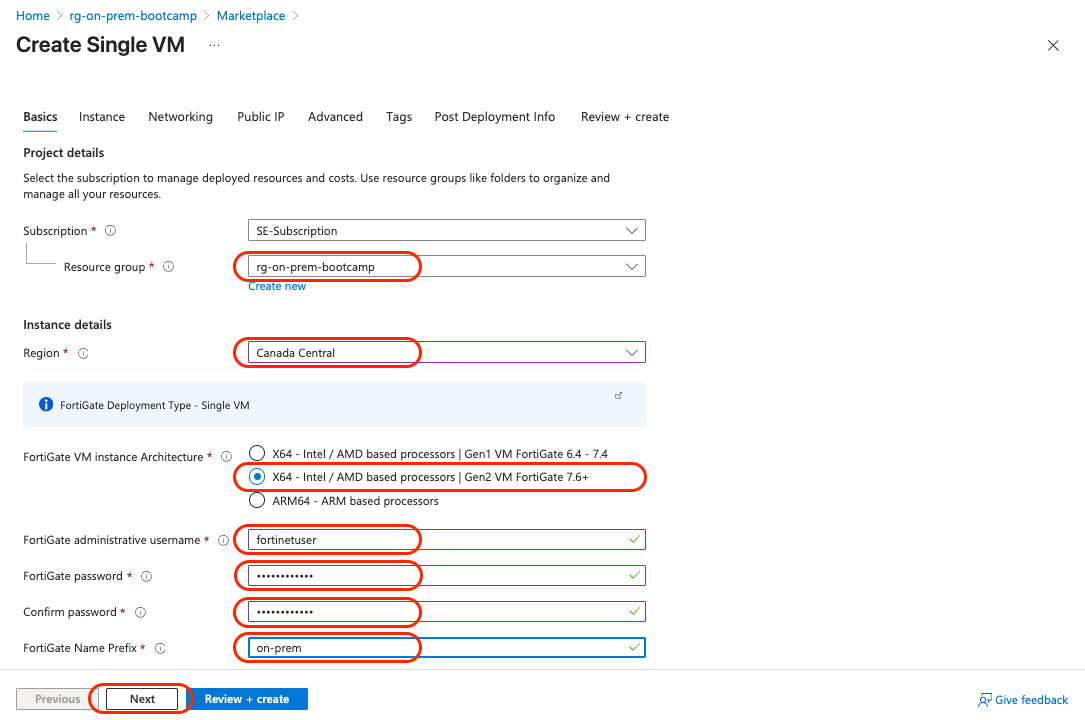 Home > rg-on-prem-bootcamp > Marketplace >
Create Single VM ...
Basics Instance Networking Public IP Advanced Tags Post Deployment Info Review + create
Project details
Select the subscription to manage deployed resources and costs. Use resource groups like folders to organize and
manage all your resources.
Subscription * SE-Subscription
Resource group * rg-on-prem-bootcamp
Create new
Instance details
Region * Canada Central
FortiGate Deployment Type - Single VM
FortiGate VM instance Architecture * X64 - Intel / AMD based processors | Gen1 VM FortiGate 6.4 - 7.4
X64 - Intel / AMD based processors | Gen2 VM FortiGate 7.6+
ARM64 - ARM based processors
FortiGate administrative username * fortinetuser
FortiGate password * ••••••••••••
Confirm password * ••••••••••••
FortiGate Name Prefix * on-prem
Previous Next Review + create Give feedback